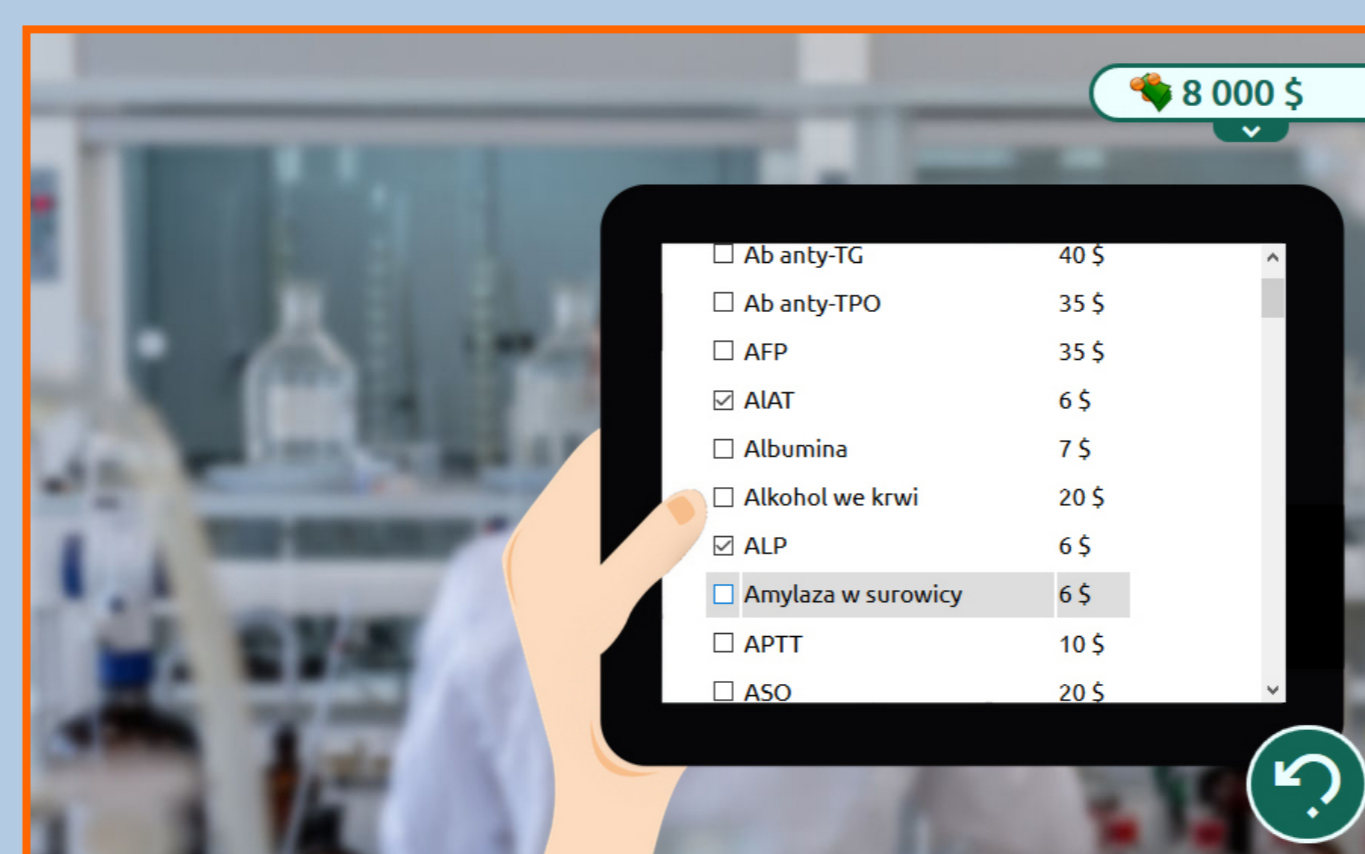 8 000 $
Ab anty-TG 40 $
Ab anty-TPO 35 $
AFP 35 $
AlAT 6 $
Albumina 7 $
Alkohol we krwi 20 $
ALP 6 $
Amylaza w surowicy 6 $
APTT 10 $
ASO 20 $